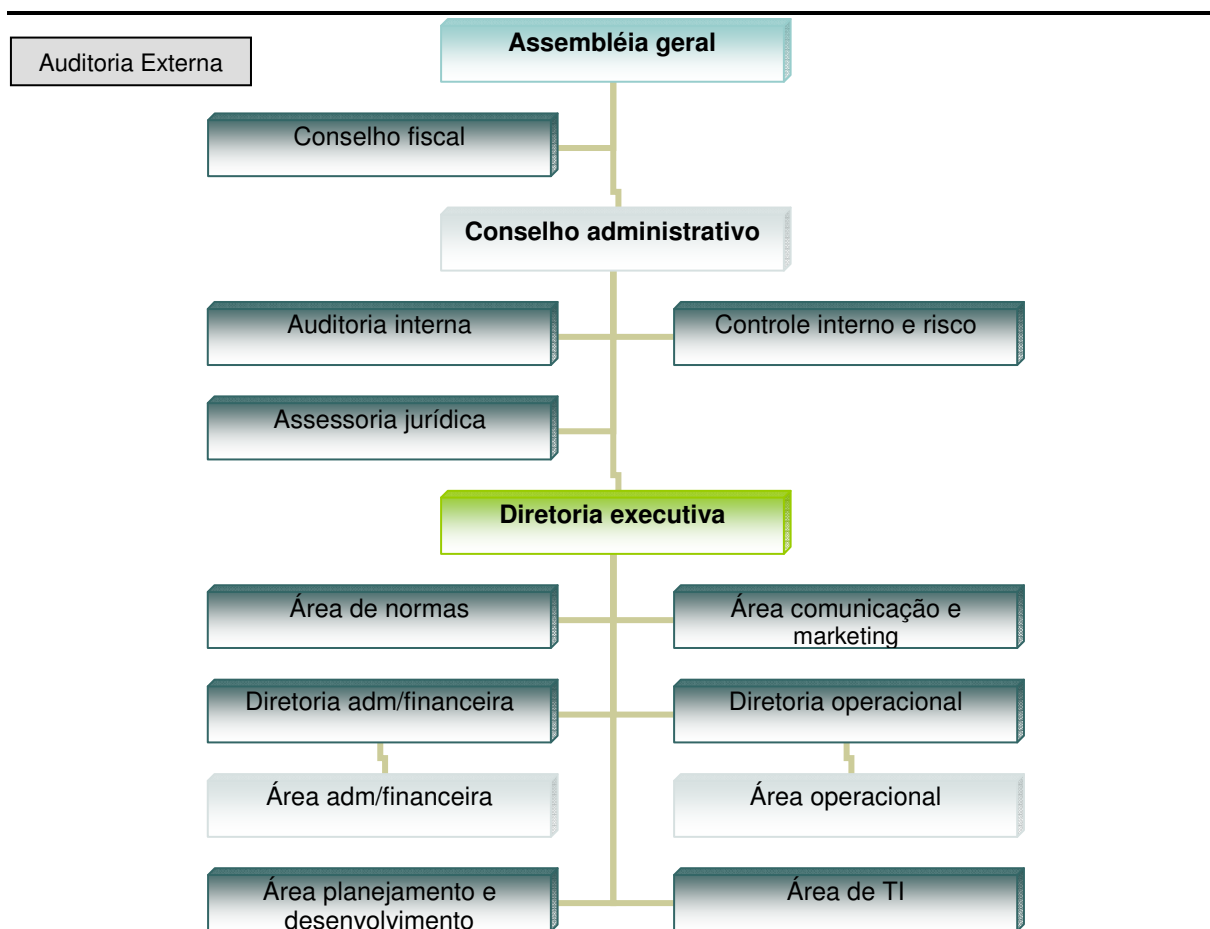 Auditoria Externa
Assembléia geral
Conselho fiscal
Conselho administrativo
Auditoria interna
Controle interno e risco
Assessoria jurídica
Diretoria executiva
Área de normas
Área comunicação e
marketing
Diretoria adm/financeira
Diretoria operacional
Área adm/financeira
Área operacional
Área planejamento e
desenvolvimento
Área de TI